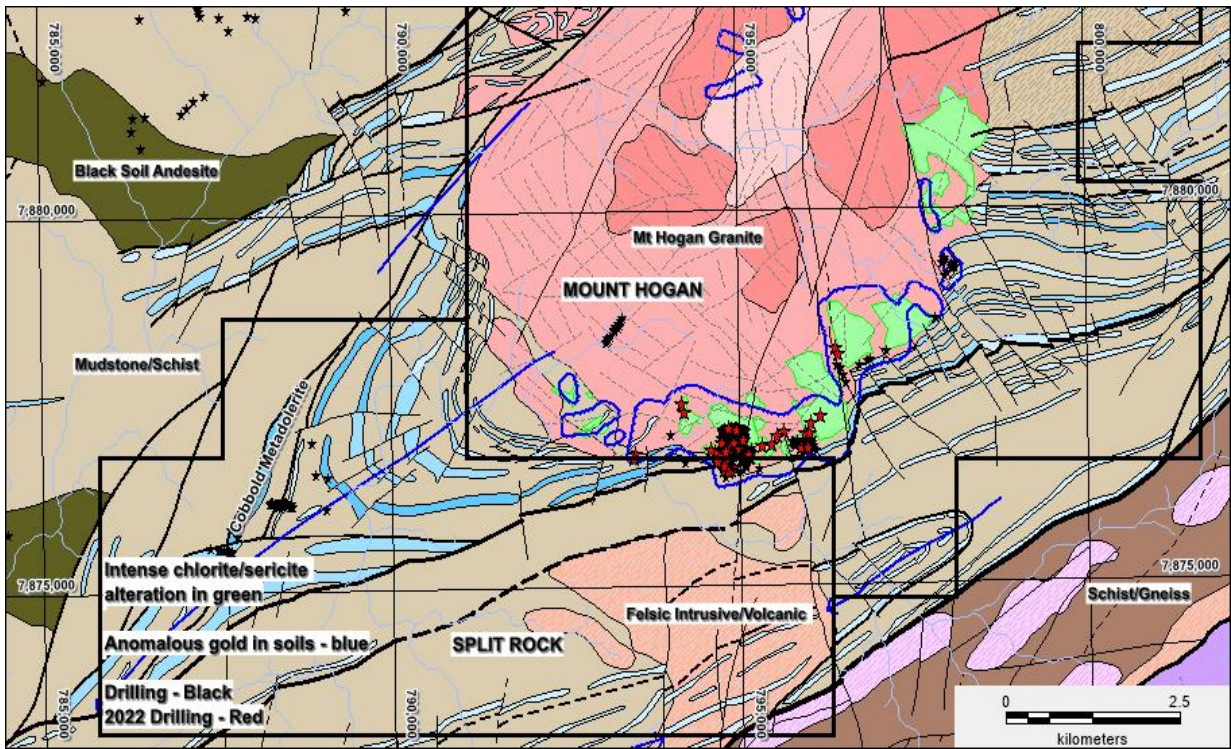 785,000
790,000
795,000
800,000
Black Soil Andesite
7,880,000
7,880,000
Mt Hogan Granite
MOUNT HOGAN
Mudstone/Schist
Cobbold/Metadolerite
Intense chlorite/sericite
alteration in green
7,875,000
7,875,000
Schist/Gneiss
Felsic Intrusive/Volcanic
Anomalous gold in soils - blue
SPLIT ROCK
Drilling - Black
2022 Drilling - Red
785,000
790,000
795,000
0
2.5
kilometers